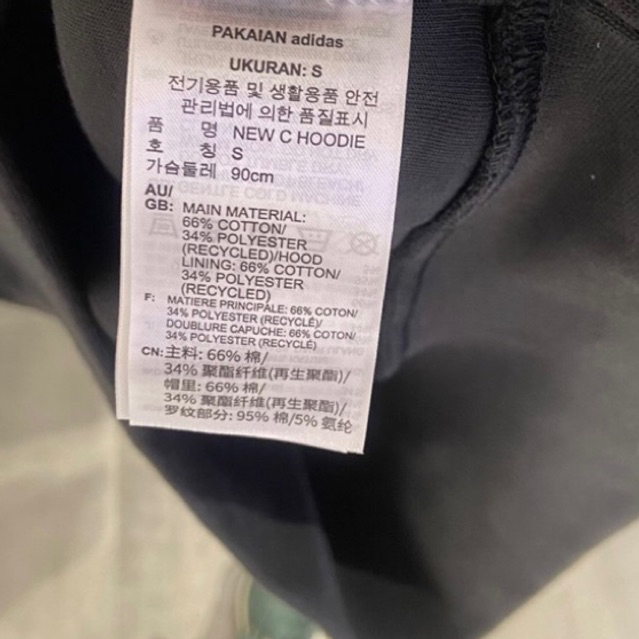 PAKAIAN adidas
UKURAN: S
전기용품 및 생활용품 안전
관리법에 의한 품질표시
품 명 NEW C HOODIE
호 칭 S
가슴둘레 90cm
AU/
GB: MAIN MATERIAL:
66% COTTON/
34% POLYESTER
(RECYCLED)/HOOD
LINING: 66% COTTON/
34% POLYESTER
(RECYCLED)
F: MATIERE PRINCIPALE: 66% COTON/
34% POLYESTER (RECYCLÉ)/
DOUBLURE CAPUCHE: 66% COTON/
34% POLYESTER (RECYCLÉ)
CN: 主料: 66% 棉/
34% 聚酯纤维(再生聚酯)/
帽里: 66% 棉/
34% 聚酯纤维(再生聚酯)/
罗纹部分: 95% 棉/5% 氨纶